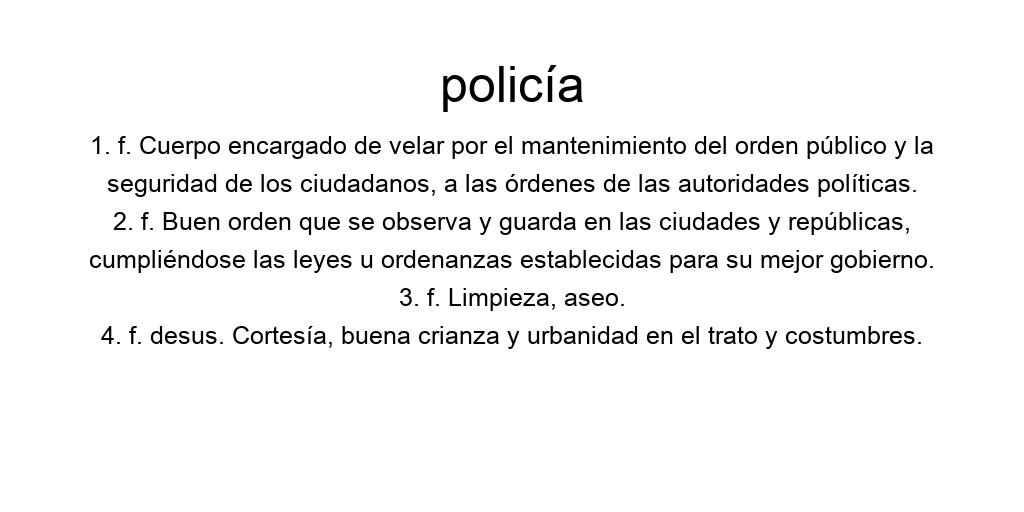 policía
1. f. Cuerpo encargado de velar por el mantenimiento del orden público y la
seguridad de los ciudadanos, a las órdenes de las autoridades políticas.
2. f. Buen orden que se observa y guarda en las ciudades y repúblicas,
cumpliéndose las leyes u ordenanzas establecidas para su mejor gobierno.
3. f. Limpieza, aseo.
4. f. desus. Cortesía, buena crianza y urbanidad en el trato y costumbres.